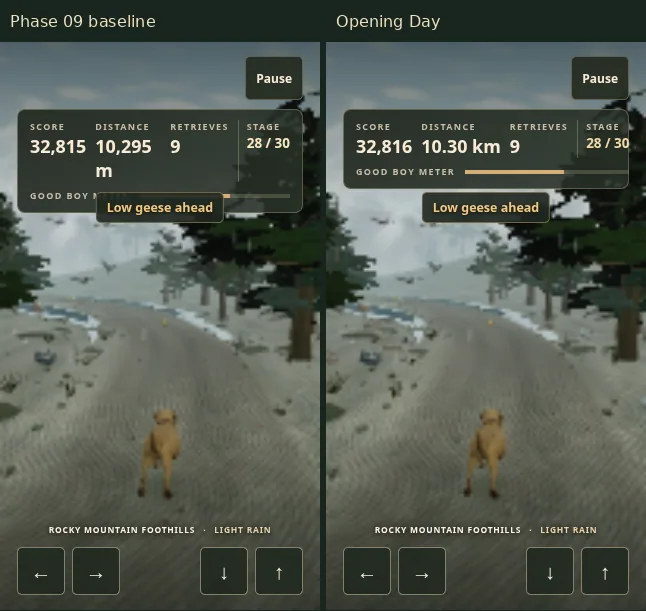 Phase 09 baseline
Pause
SCORE DISTANCE RETRIEVES STAGE
32,815 10,295 m 9 28 / 30
GOOD BOY M
Low geese ahead
ROCKY MOUNTAIN FOOTHILLS · LIGHT RAIN
← → ↓ ↑
Opening Day
Pause
SCORE DISTANCE RETRIEVES STAGE
32,816 10.30 km 9 28 / 30
GOOD BOY METER
Low geese ahead
ROCKY MOUNTAIN FOOTHILLS · LIGHT RAIN
← → ↓ ↑